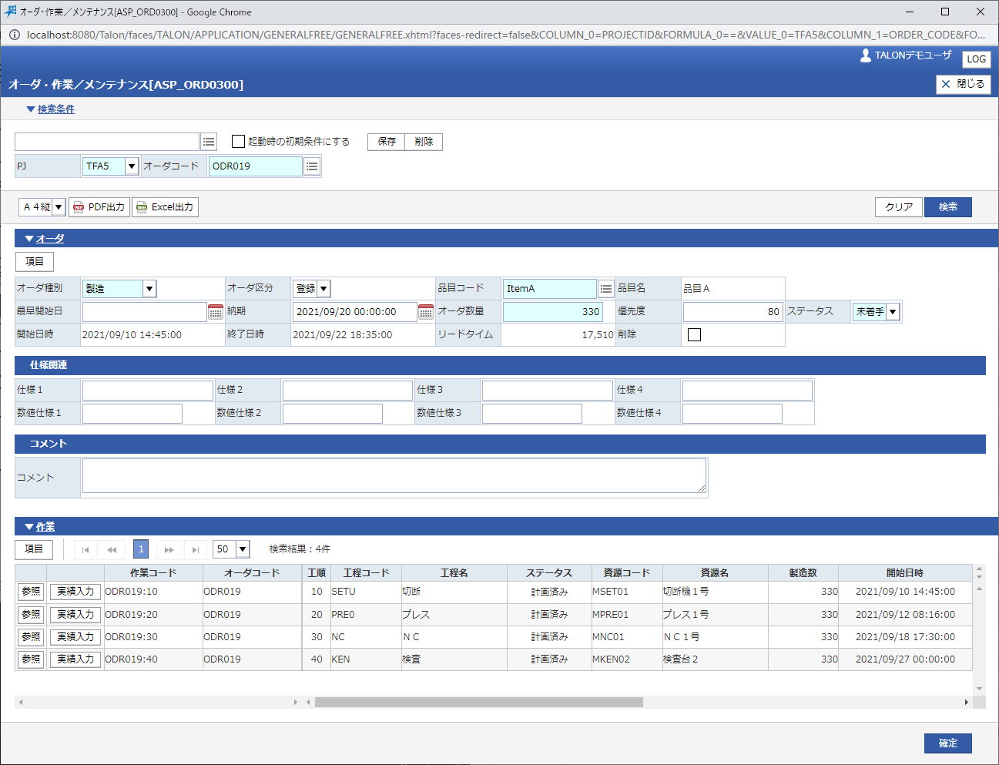 オーダ・作業／メンテナンス[ASP_ORD0300] - Google Chrome
localhost:8080/Talon/faces/TALON/APPLICATION/GENERALFREE/GENERALFREE.xhtml?faces-redirect=false&COLUMN_0=PROJECTID&FORMULA_0==&VALUE_0=TFA5&COLUMN_1=ORDER_CODE&FO...
TALONデモユーザ LOG
オーダ・作業／メンテナンス[ASP_ORD0300] 閉じる
▼検索条件
起動時の初期条件にする 保存 削除
PJ TFA5 オーダコード ODR019
Ａ４縦 PDF出力 Excel出力 クリア 検索
▼オーダ
項目
オーダ種別 製造 オーダ区分 登録 品目コード ItemA 品目名 品目Ａ
最早開始日 納期 2021/09/20 00:00:00 オーダ数量 330 優先度 80 ステータス 未着手
開始日時 2021/09/10 14:45:00 終了日時 2021/09/22 18:35:00 リードタイム 17,510 削除
仕様関連
仕様１ 仕様２ 仕様３ 仕様４
数値仕様１ 数値仕様２ 数値仕様３ 数値仕様４
コメント
コメント
▼作業
項目 1 50 検索結果：4件
作業コード オーダコード 工順 工程コード 工程名 ステータス 資源コード 資源名 製造数 開始日時
参照 実績入力 ODR019:10 ODR019 10 SETU 切断 計画済み MSET01 切断機１号 330 2021/09/10 14:45:00
参照 実績入力 ODR019:20 ODR019 20 PRE0 プレス 計画済み MPRE01 プレス１号 330 2021/09/12 08:16:00
参照 実績入力 ODR019:30 ODR019 30 NC ＮＣ 計画済み MNC01 ＮＣ１号 330 2021/09/18 17:30:00
参照 実績入力 ODR019:40 ODR019 40 KEN 検査 計画済み MKEN02 検査台２ 330 2021/09/27 00:00:00
確定